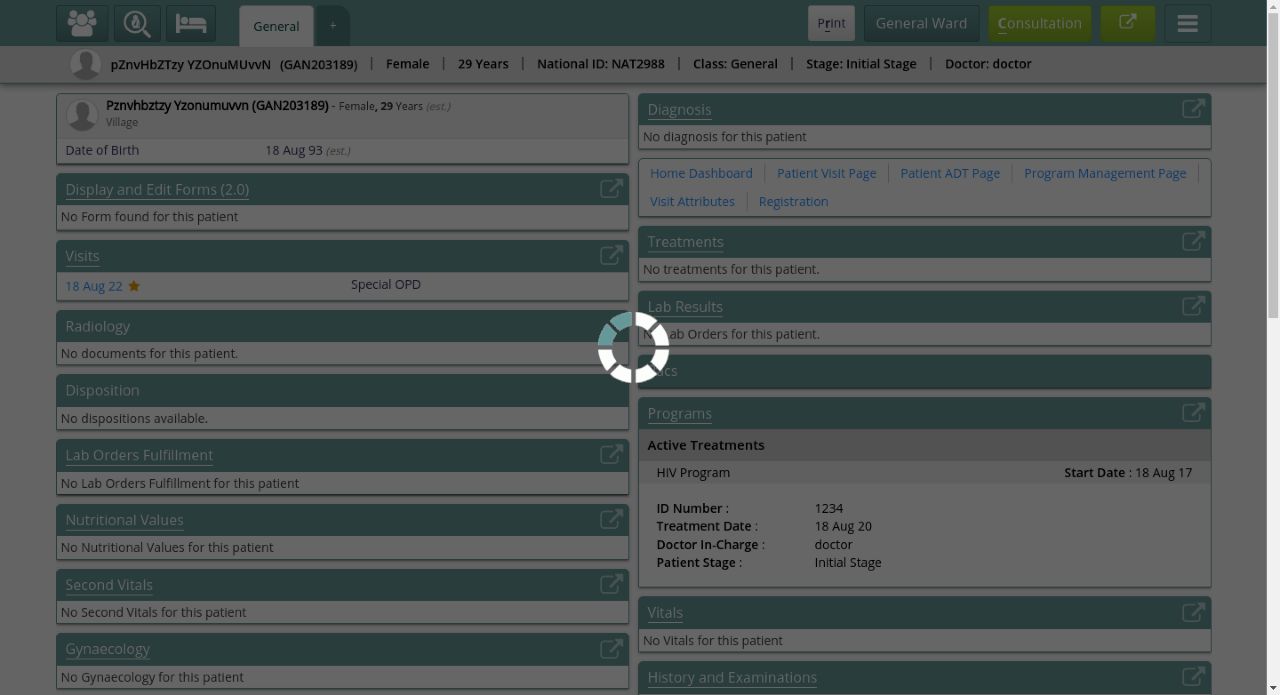 General
+
Print
General Ward
Consultation
pZnvHbZTzy YZOnuMUvvN (GAN203189) | Female | 29 Years | National ID: NAT2988 | Class: General | Stage: Initial Stage | Doctor: doctor
Pznvhbztzy Yzonumuvvn (GAN203189) - Female, 29 Years (est.)
Village
Date of Birth 18 Aug 93 (est.)
Display and Edit Forms (2.0)
No Form found for this patient
Visits
18 Aug 22 Special OPD
Radiology
No documents for this patient.
Disposition
No dispositions available.
Lab Orders Fulfillment
No Lab Orders Fulfillment for this patient
Nutritional Values
No Nutritional Values for this patient
Second Vitals
No Second Vitals for this patient
Gynaecology
No Gynaecology for this patient
Diagnosis
No diagnosis for this patient
Home Dashboard | Patient Visit Page | Patient ADT Page | Program Management Page
Visit Attributes | Registration
Treatments
No treatments for this patient.
Lab Results
Orders for this patient.
Programs
Active Treatments
HIV Program Start Date : 18 Aug 17
ID Number : 1234
Treatment Date : 18 Aug 20
Doctor In-Charge : doctor
Patient Stage : Initial Stage
Vitals
No Vitals for this patient
History and Examinations